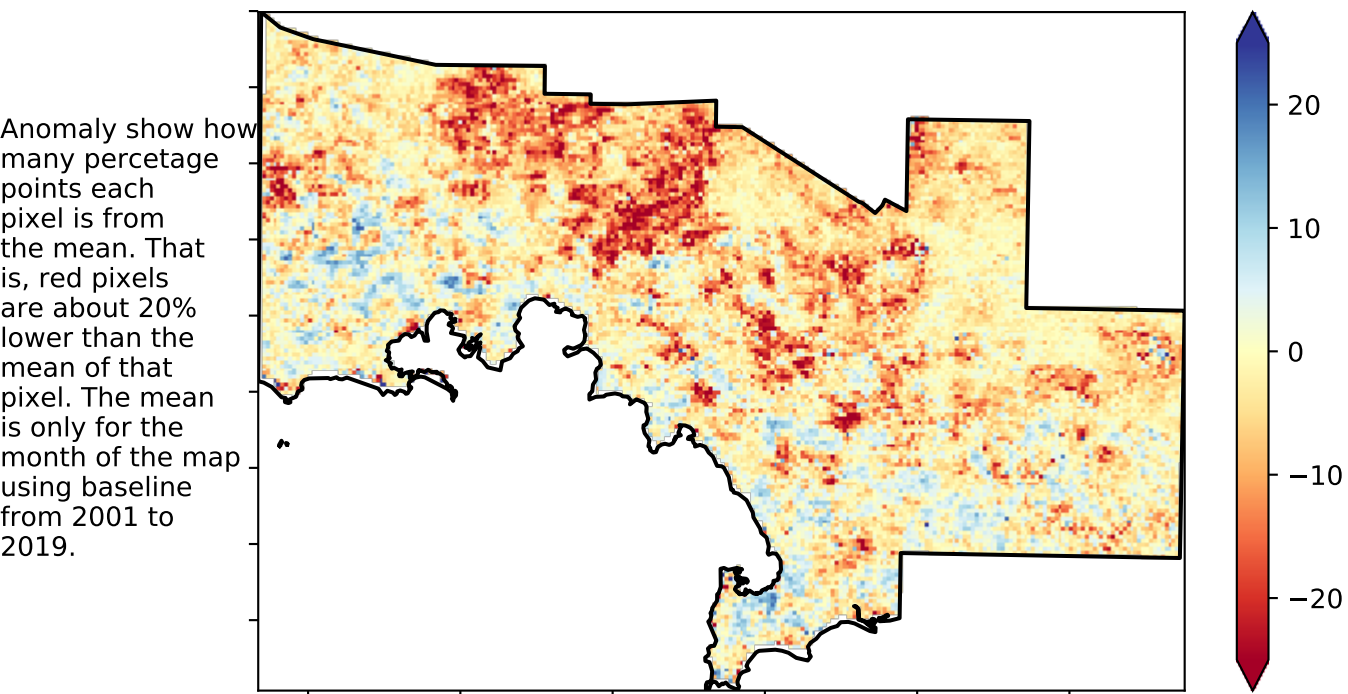 Anomaly show how
many percetage
points each
pixel is from
the mean. That
is, red pixels
are about 20%
lower than the
mean of that
pixel. The mean
is only for the
month of the map
using baseline
from 2001 to
2019.
20
10
0
−10
−20